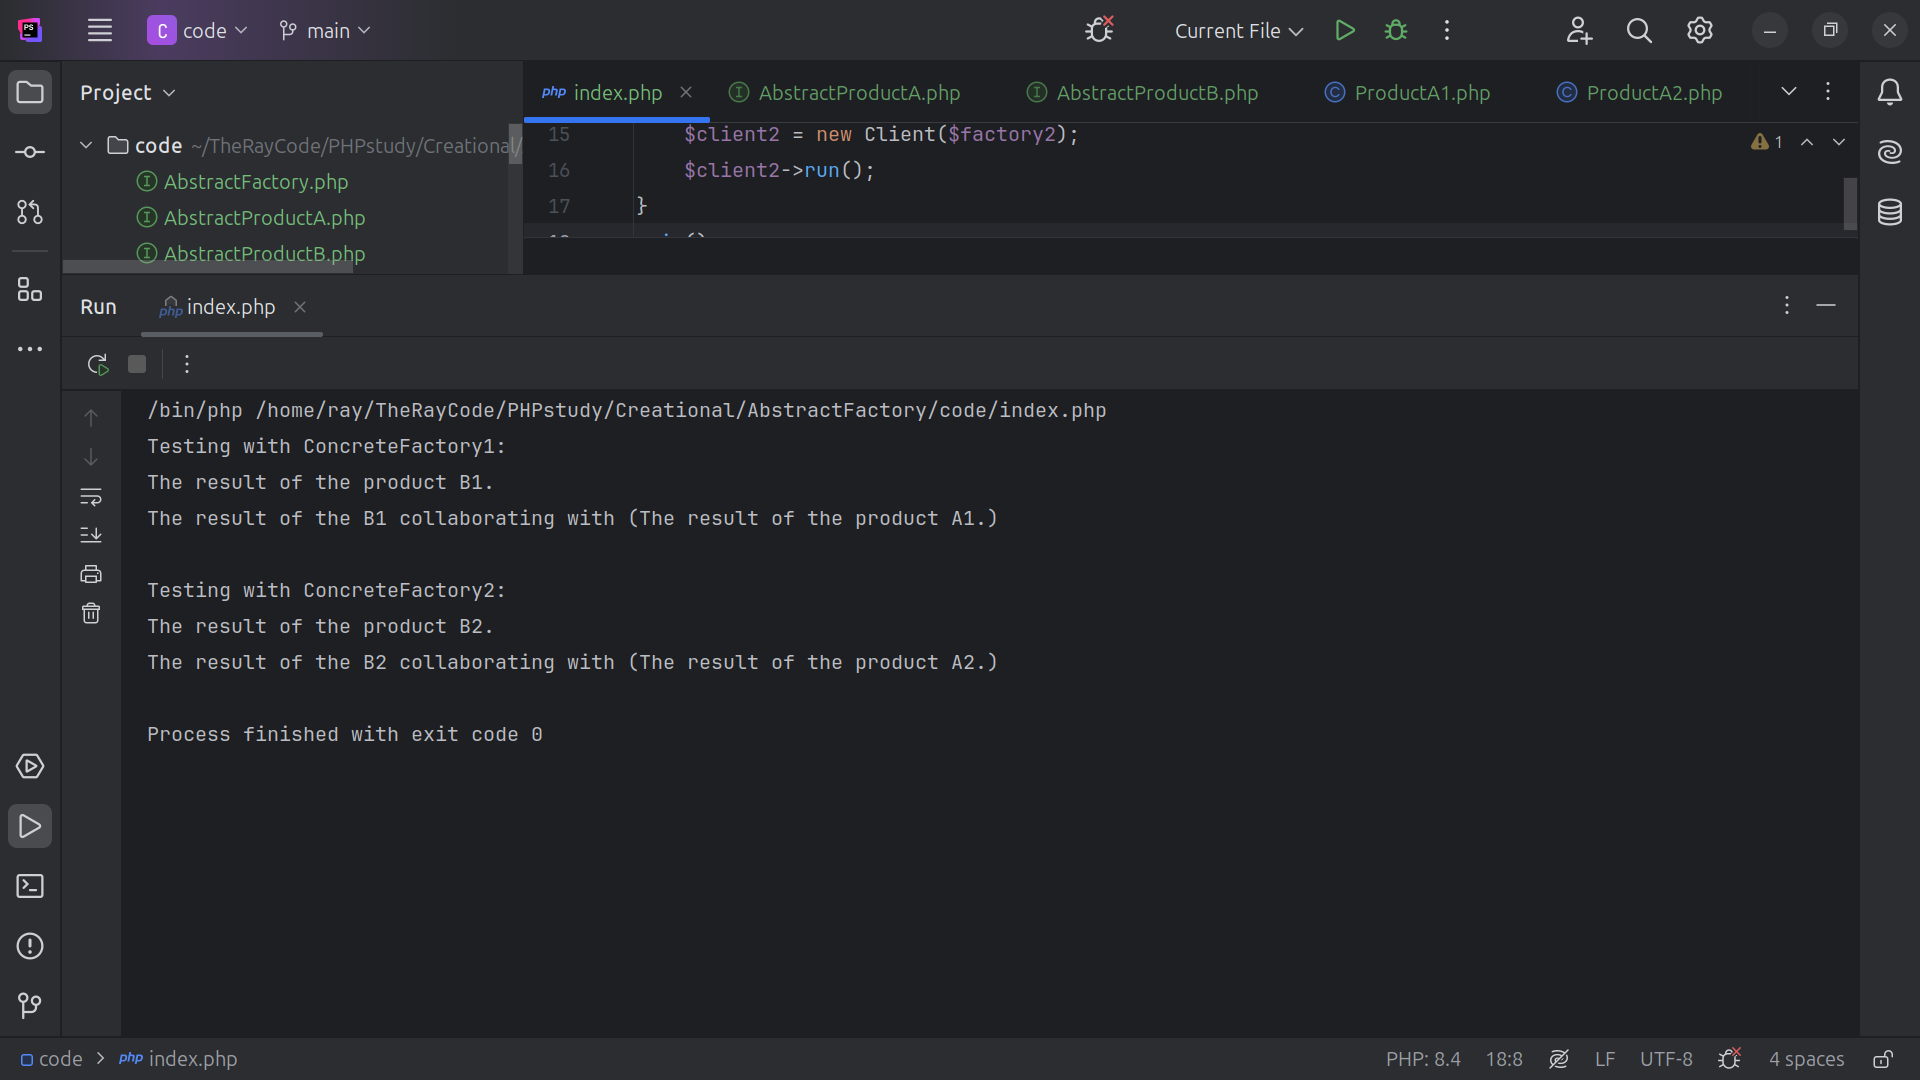 PS
C code
main
Current File
Project
index.php
AbstractProductA.php
AbstractProductB.php
ProductA1.php
ProductA2.php
code ~/TheRayCode/PHPstudy/Creational/
AbstractFactory.php
AbstractProductA.php
AbstractProductB.php
15 $client2 = new Client($factory2);
16 $client2->run();
17 }
1
Run
index.php
/bin/php /home/ray/TheRayCode/PHPstudy/Creational/AbstractFactory/code/index.php
Testing with ConcreteFactory1:
The result of the product B1.
The result of the B1 collaborating with (The result of the product A1.)
Testing with ConcreteFactory2:
The result of the product B2.
The result of the B2 collaborating with (The result of the product A2.)
Process finished with exit code 0
code > php index.php
PHP: 8.4 18:8 LF UTF-8 4 spaces